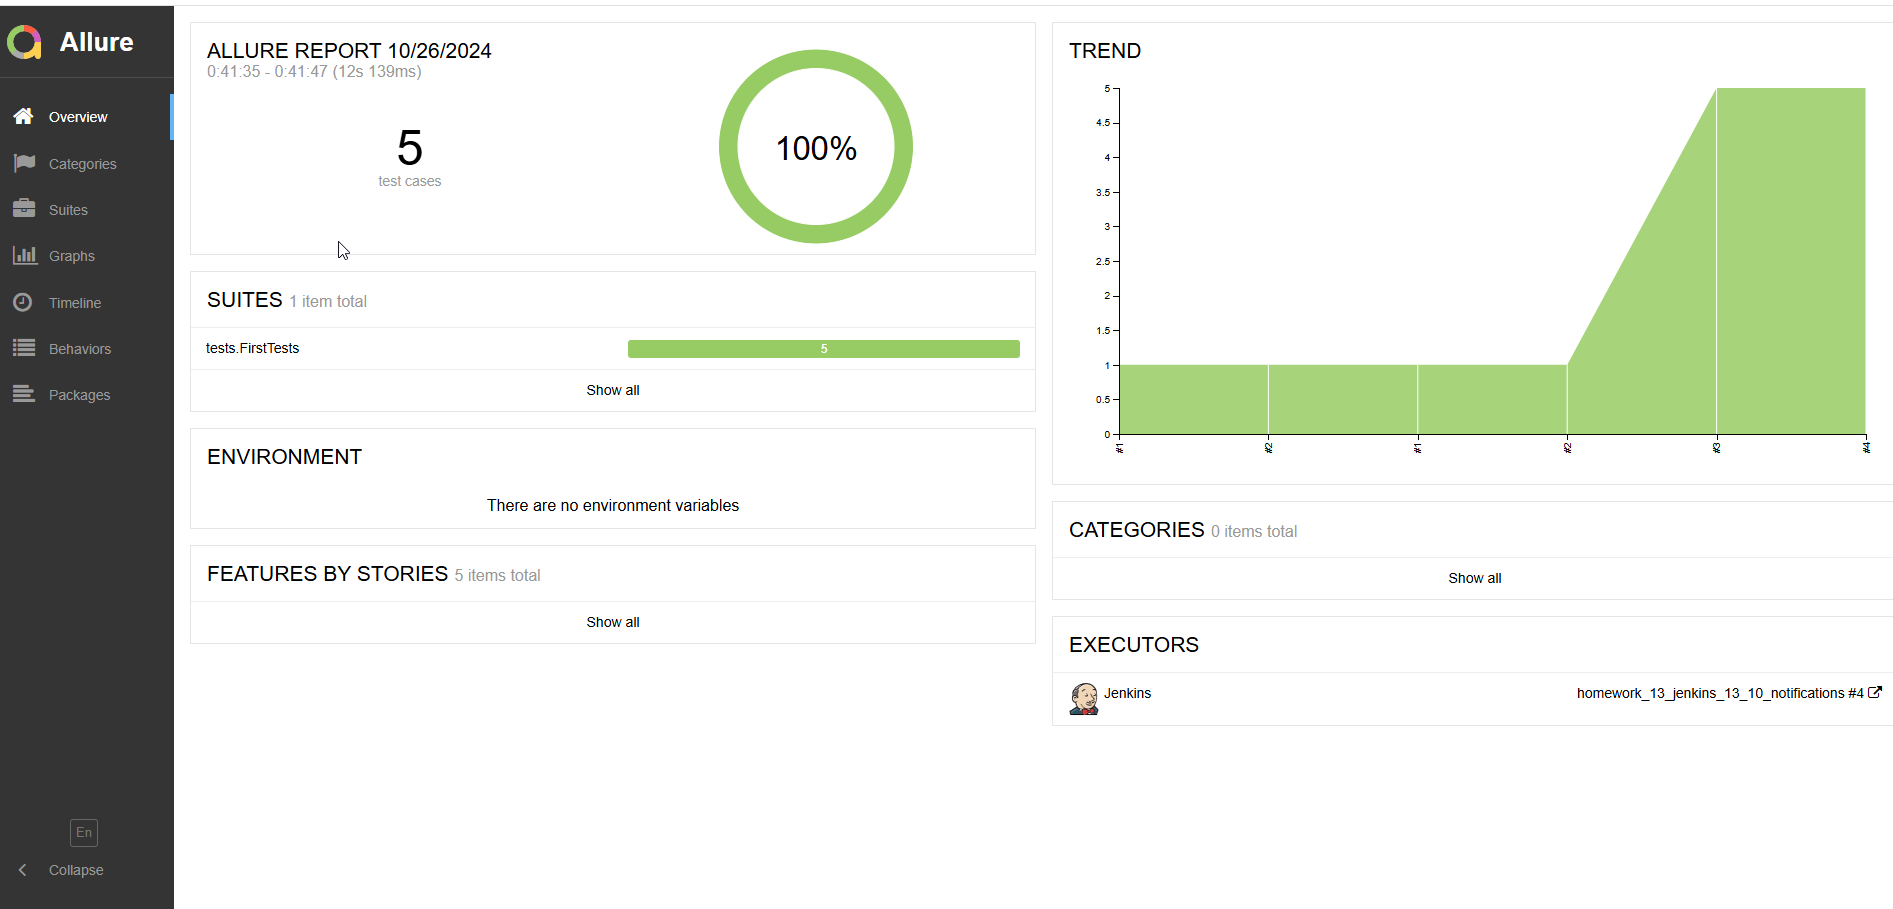 Allure
Overview
Categories
Suites
Graphs
Timeline
Behaviors
Packages
En
Collapse
ALLURE REPORT 10/26/2024
0:41:35 - 0:41:47 (12s 139ms)
5
test cases
100%
SUITES 1 item total
tests.FirstTests 5
Show all
ENVIRONMENT
There are no environment variables
FEATURES BY STORIES 5 items total
Show all
TREND
5
4.5
4
3.5
3
2.5
2
1.5
1
0.5
0
#1 #2 #1 #2 #3 #4
CATEGORIES 0 items total
Show all
EXECUTORS
Jenkins homework_13_jenkins_13_10_notifications #4